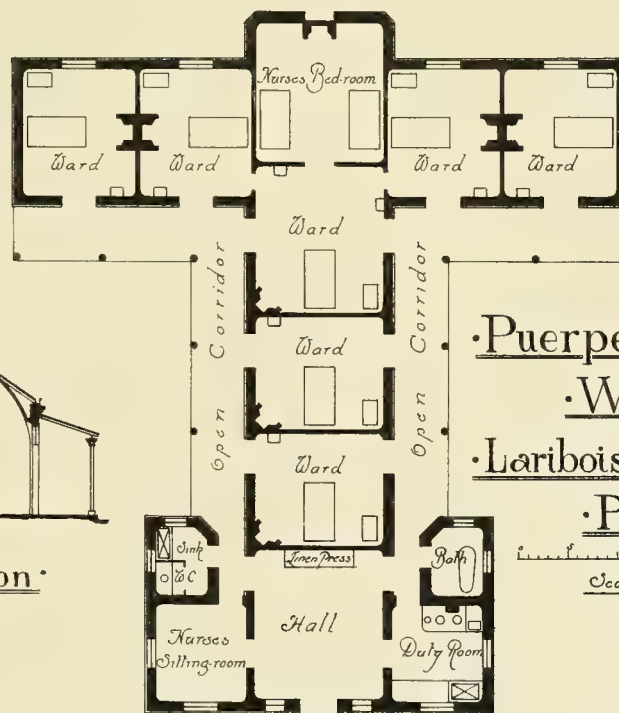 Nurses Bed-room
Ward
Ward
Ward
Ward
Ward
Open Corridor
Open Corridor
Ward
Ward
·Puerpe
·W
·Laribois
·P
Linen Press
Sink
W C
Bath
Hall
Nurses
Sitting-room
Duty Room
on·
Sca